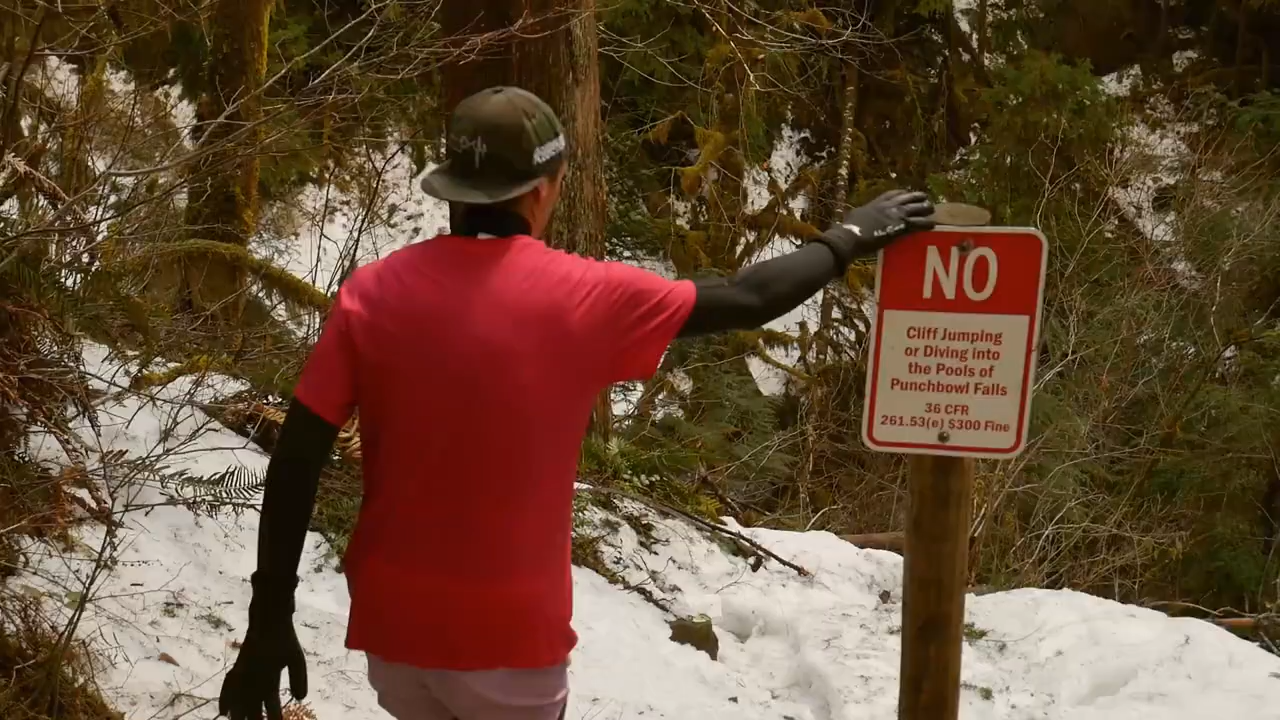 NO
Cliff Jumping
or Diving into
the Pools of
Punchbowl Falls
36 CFR
261.53(e) $300 Fine